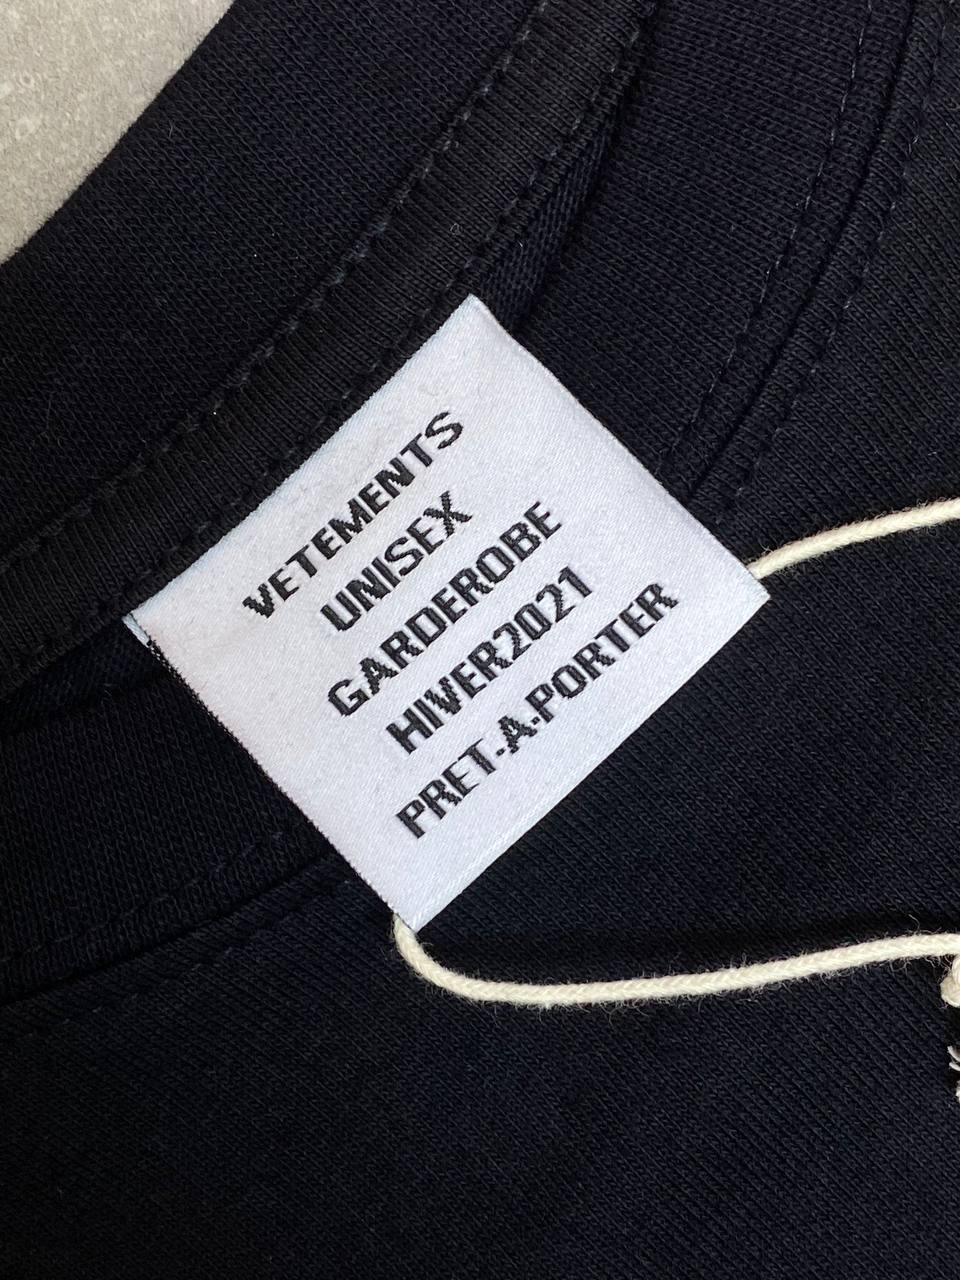 VETEMENTS
UNISEX
GARDEROBE
HIVER2021
PRET-A-PORTER